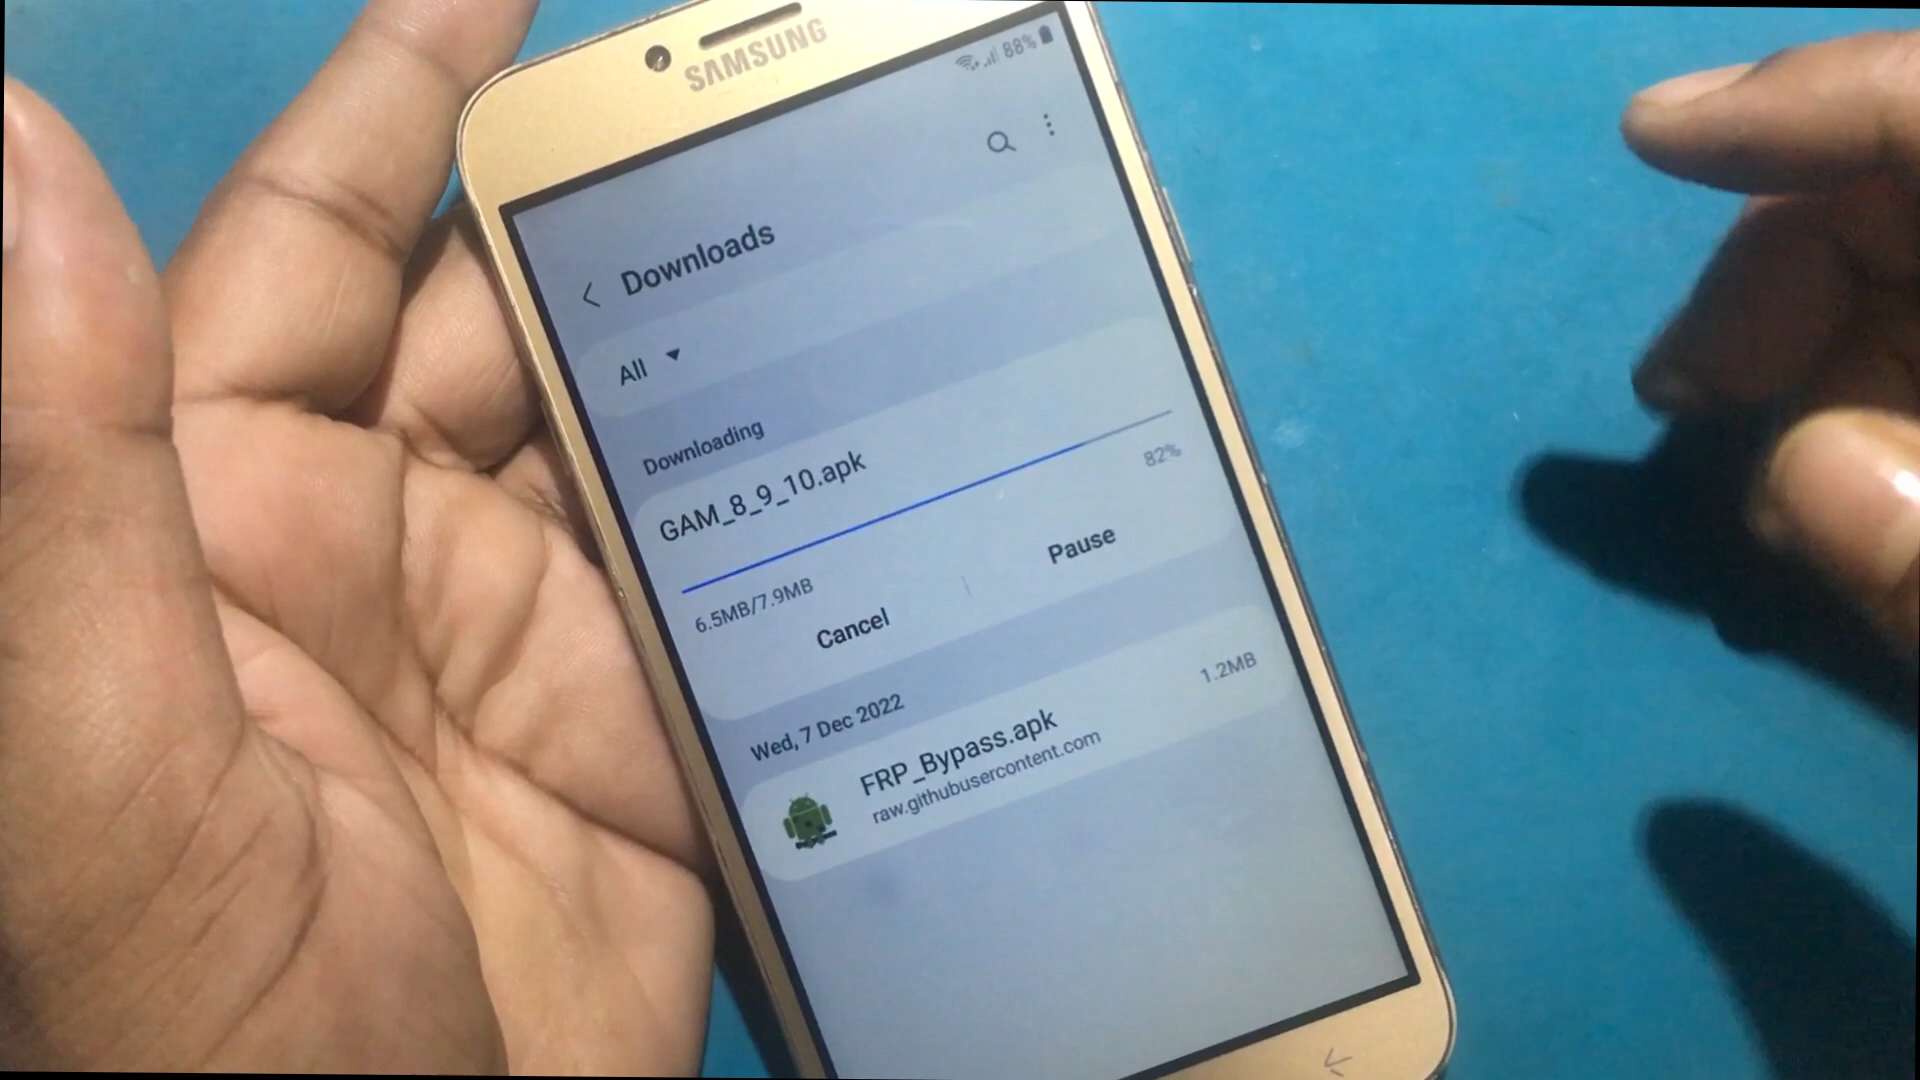 SAMSUNG
88%
Downloads
All
Downloading
GAM_8_9_10.apk
82%
6.5MB/7.9MB
Cancel
Pause
Wed, 7 Dec 2022
FRP_Bypass.apk
1.2MB
raw.githubusercontent.com